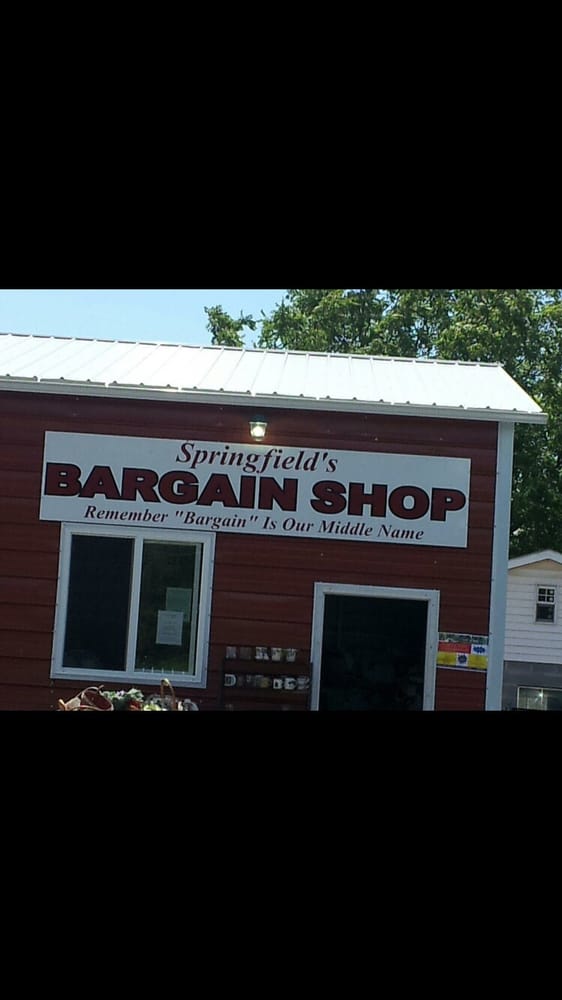 Springfield's
BARGAIN SHOP
Remember "Bargain" Is Our Middle Name